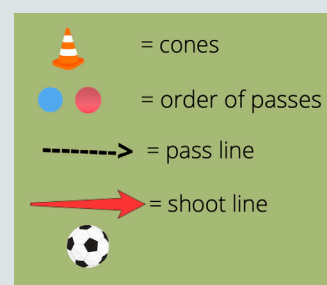 = cones
= order of passes
= pass line
= shoot line